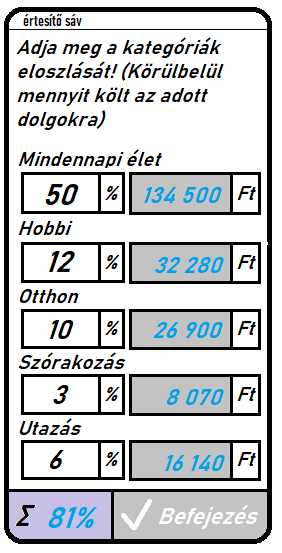 értesítő sáv
Adja meg a kategóriák
eloszlását! (Körülbelül
mennyit költ az adott
dolgokra)
Mindennapi élet
50 % 134 500 Ft
Hobbi
12 % 32 280 Ft
Otthon
10 % 26 900 Ft
Szórakozás
3 % 8 070 Ft
Utazás
6 % 16 140 Ft
Σ 81% Befejezés